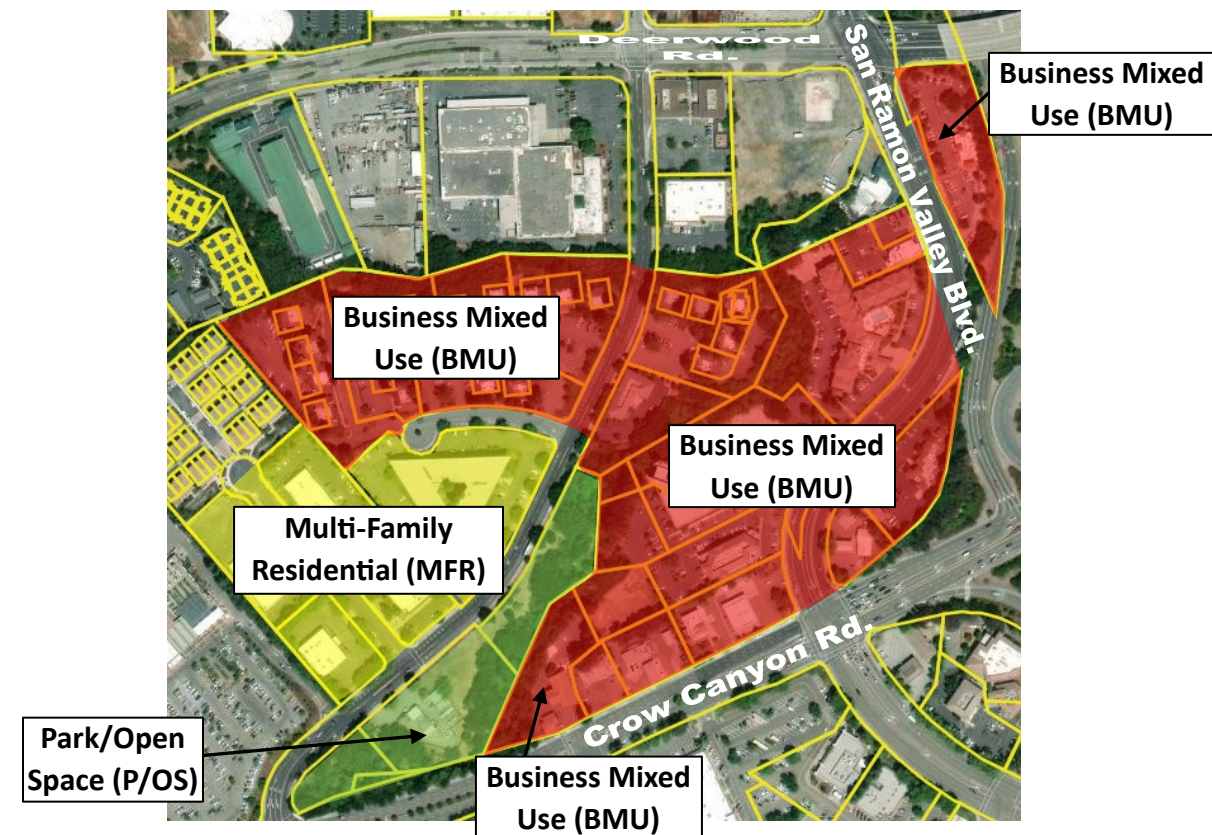 Deerwood
Rd.
San Ramon Valley Blvd.
Business Mixed
Use (BMU)
Business Mixed
Use (BMU)
Business Mixed
Use (BMU)
Multi-Family
Residential (MFR)
Crow Canyon Rd.
Park/Open
Space (P/OS)
Business Mixed
Use (BMU)